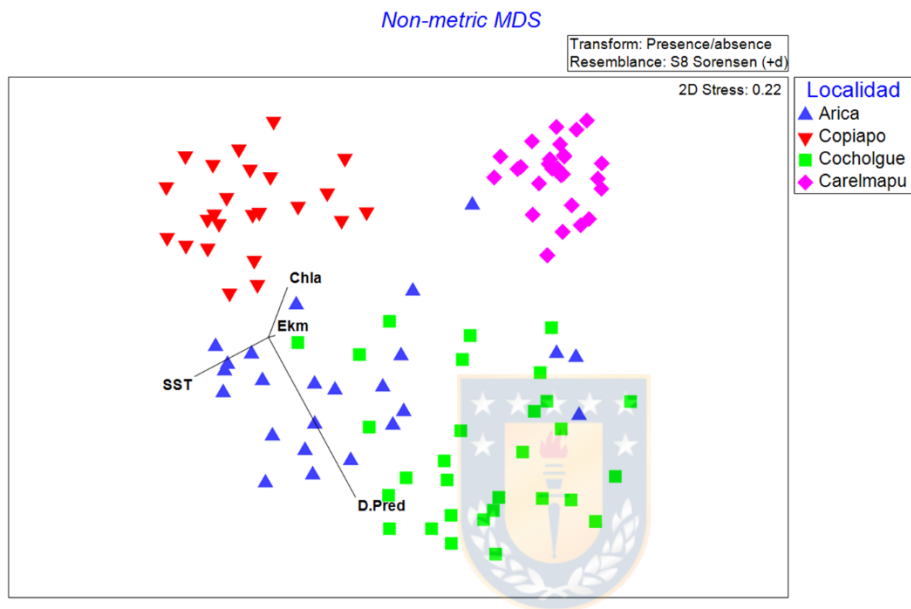 Non-metric MDS
Transform: Presence/absence
Resemblance: S8 Sorensen (+d)
2D Stress: 0.22
Localidad
Arica
Copiapo
Cocholgue
Carelmapu
Chla
Ekm
SST
D.Pred